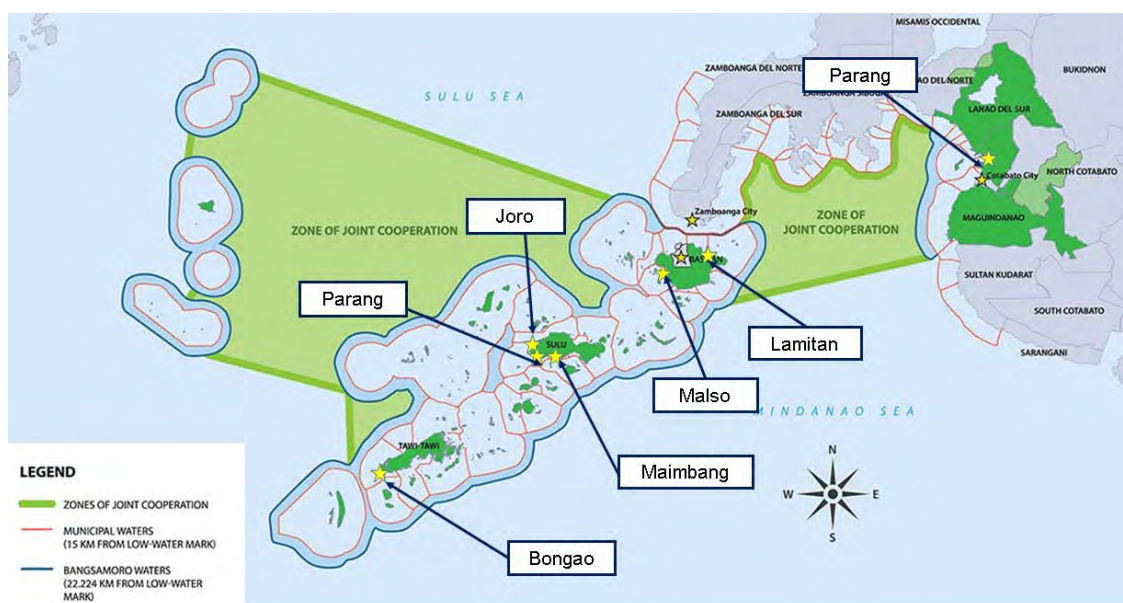 MISAMIS OCCIDENTAL
ZAMBOANGA DEL NORTE
Parang
BUKIDNON
LANAO DEL NORTE
SULU SEA
ZAMBOANGA SIBUGAY
LANAO DEL SUR
ZAMBOANGA DEL SUR
Cotabato City
NORTH COTABATO
Joro
Zamboanga City
MAGUINDANAO
ZONE OF JOINT COOPERATION
ZONE OF
JOINT COOPERATION
BASILAN
SULTAN KUDARAT
Parang
SOUTH COTABATO
Lamitan
SULU
SARANGANI
Malso
MINDANAO SEA
TAWI-TAWI
Maimbang
N
W
E
S
Bongao
LEGEND
ZONES OF JOINT COOPERATION
MUNICIPAL WATERS
(15 KM FROM LOW-WATER
MARK)
BANGSAMORO WATERS
(22.224 KM FROM LOW-WATER
MARK)